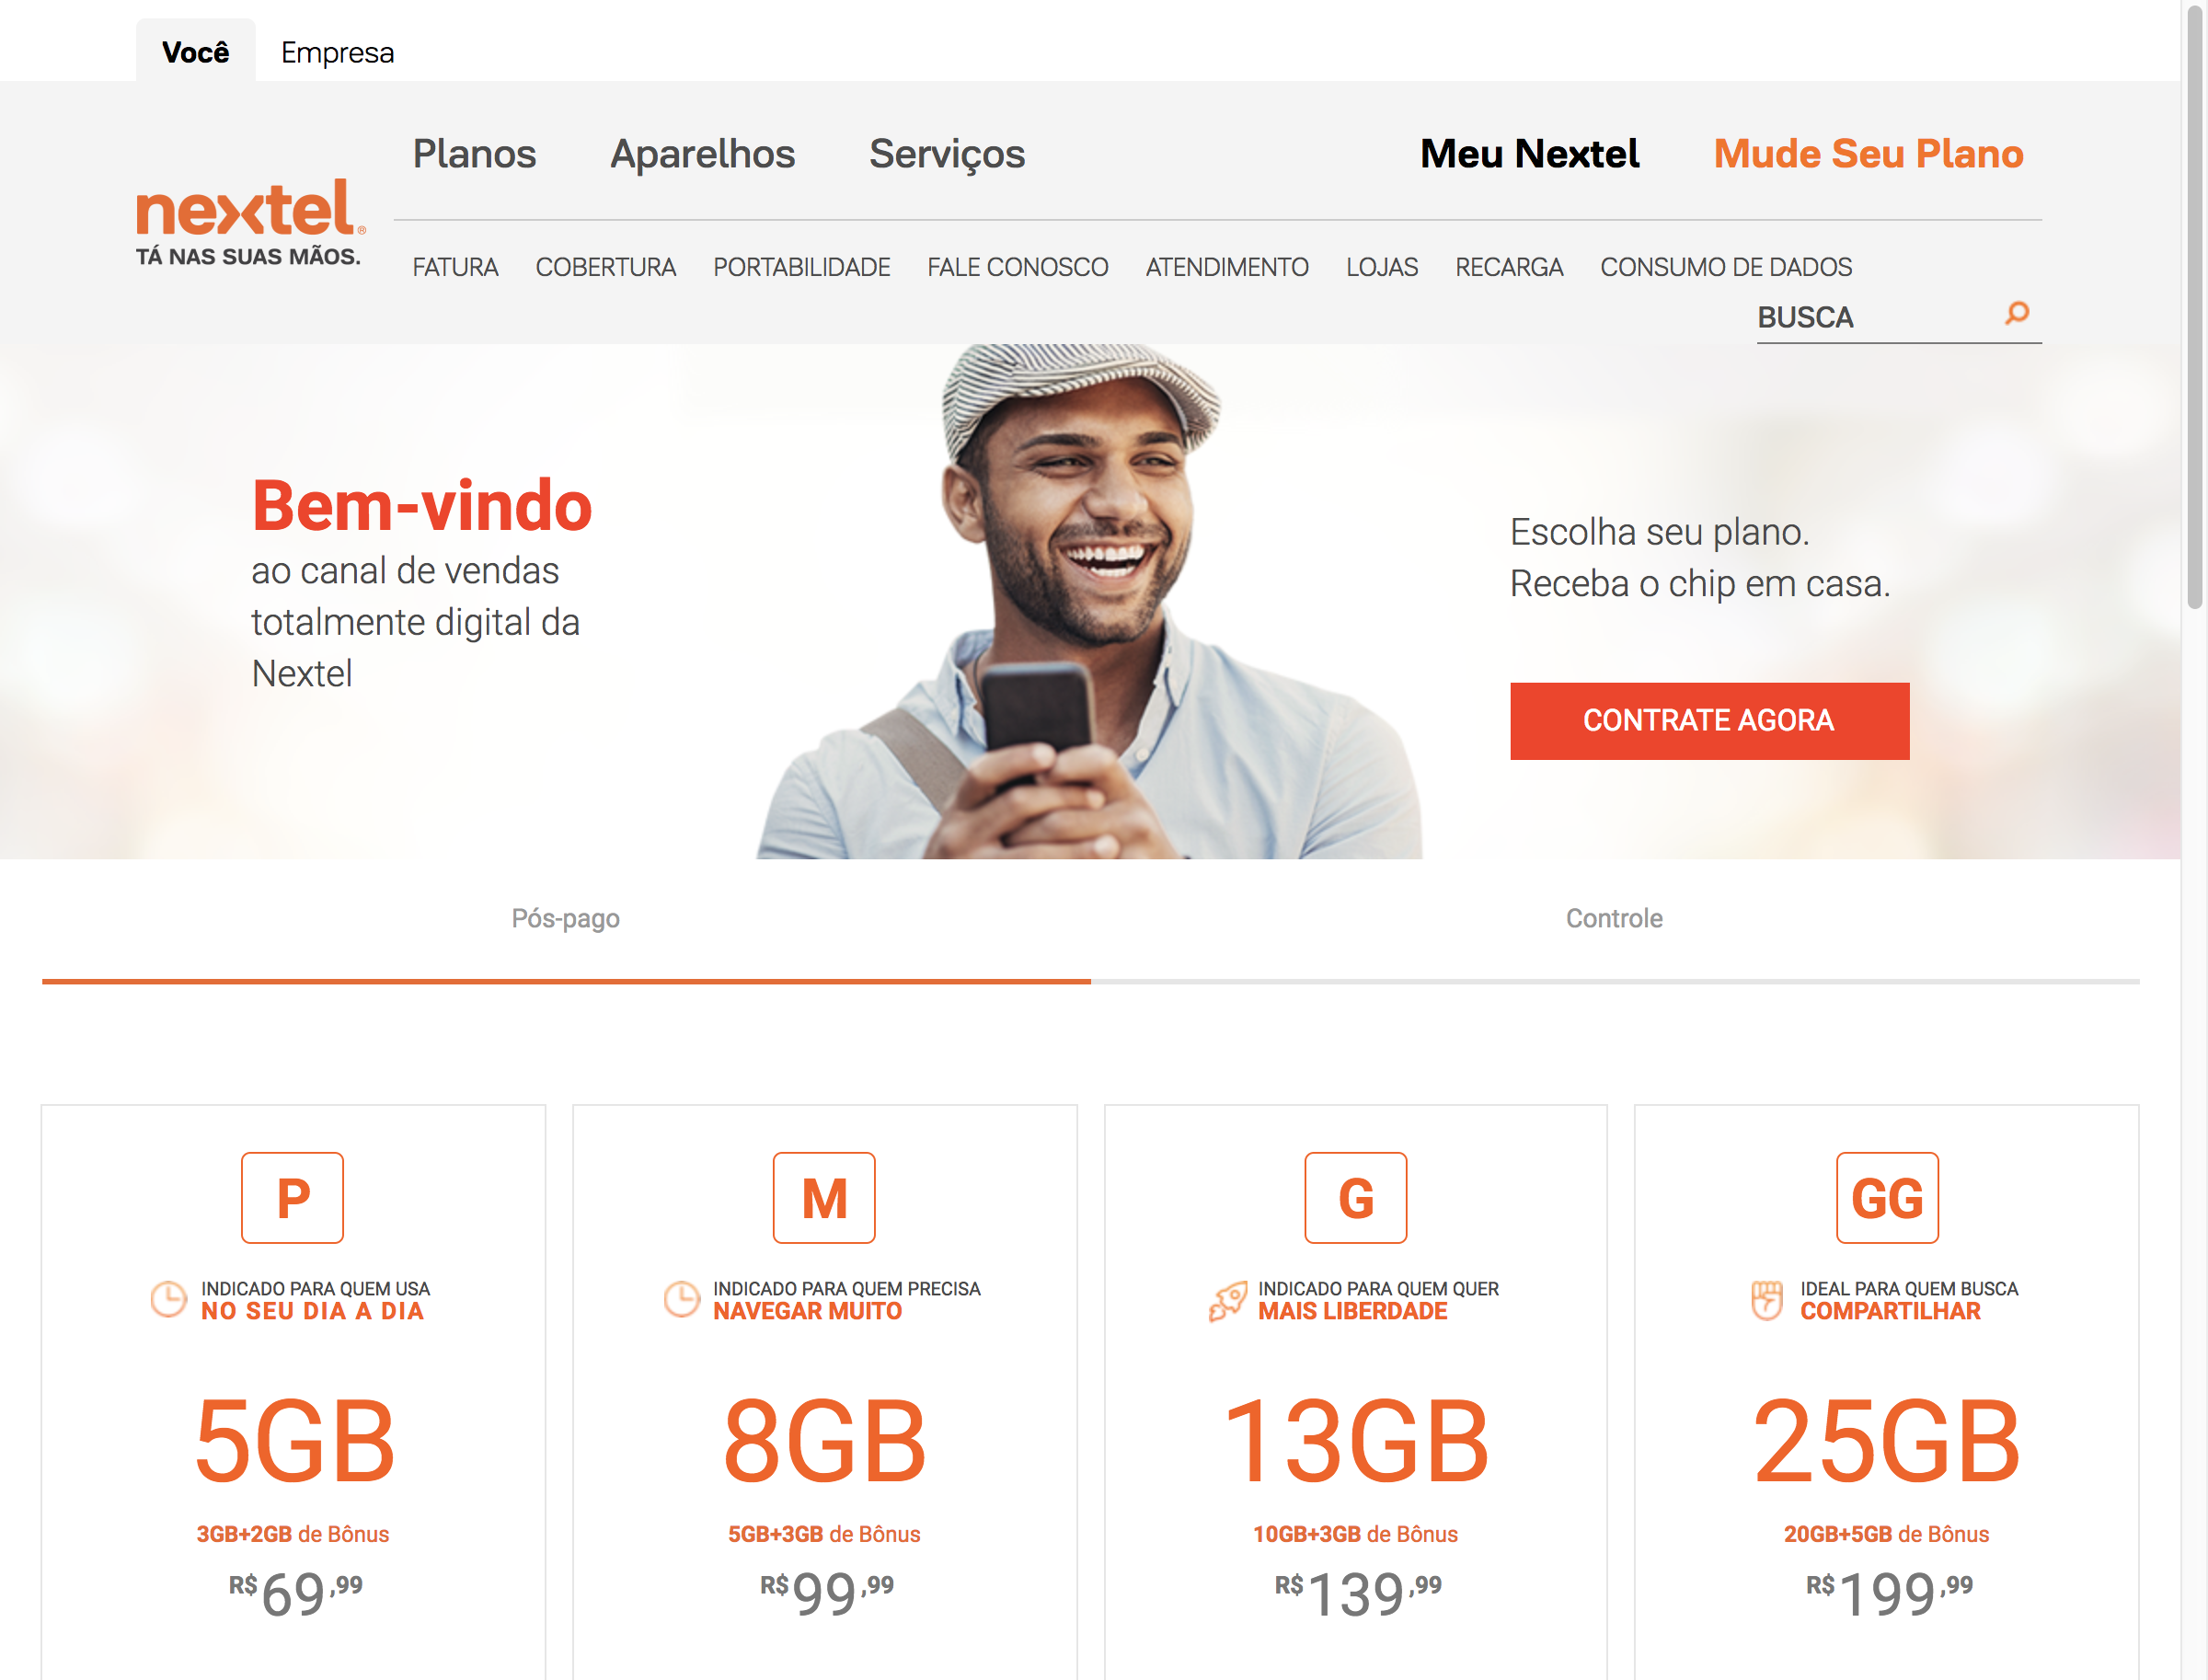 Você
Empresa
Planos
Aparelhos
Serviços
Meu Nextel
Mude Seu Plano
nextel®
TÁ NAS SUAS MÃOS.
FATURA
COBERTURA
PORTABILIDADE
FALE CONOSCO
ATENDIMENTO
LOJAS
RECARGA
CONSUMO DE DADOS
BUSCA
Bem-vindo
ao canal de vendas
totalmente digital da
Nextel
Escolha seu plano.
Receba o chip em casa.
CONTRATE AGORA
Pós-pago
Controle
P
INDICADO PARA QUEM USA
NO SEU DIA A DIA
5GB
3GB+2GB de Bônus
R$69,99
M
INDICADO PARA QUEM PRECISA
NAVEGAR MUITO
8GB
5GB+3GB de Bônus
R$99,99
G
INDICADO PARA QUEM QUER
MAIS LIBERDADE
13GB
10GB+3GB de Bônus
R$139,99
GG
IDEAL PARA QUEM BUSCA
COMPARTILHAR
25GB
20GB+5GB de Bônus
R$199,99